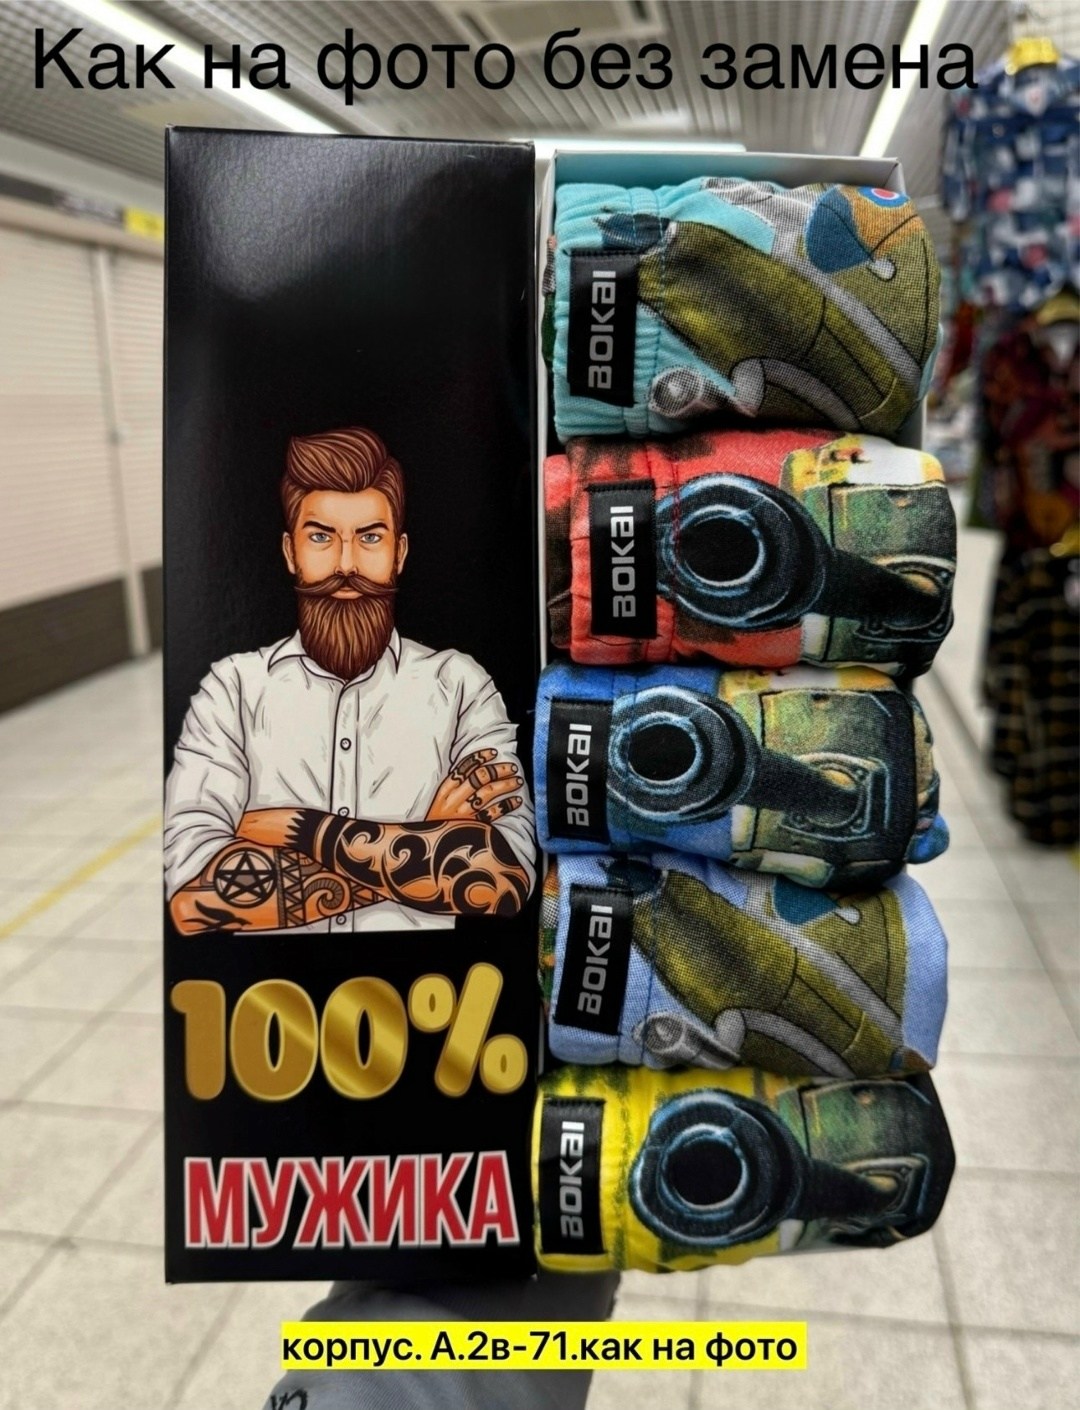 Как на фото без замена
BOKAI
BOKAI
BOKAI
BOKAI
BOKAI
100%
МУЖИКА
корпус. А.2в-71.как на фото